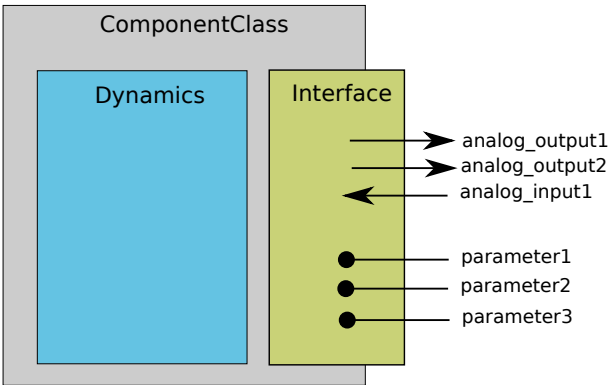 ComponentClass
Dynamics
Interface
analog_output1
analog_output2
analog_input1
parameter1
parameter2
parameter3